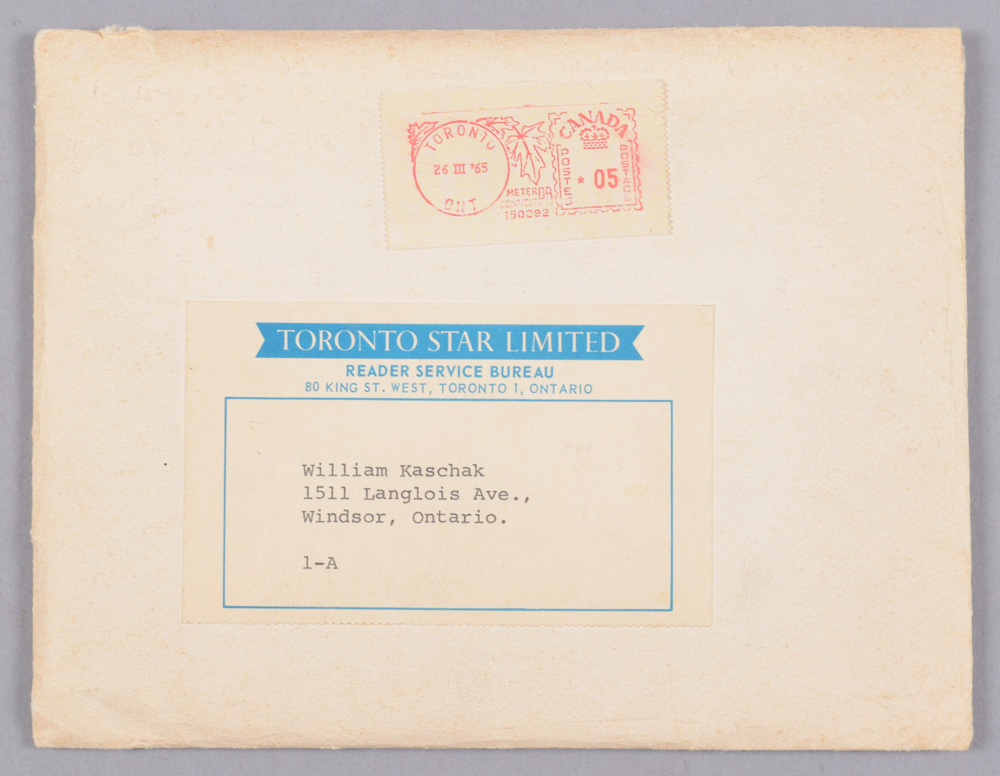 TORONTO
26 III '65
ONT
METER
150292
CANADA
POSTES
* 05
POSTAGE
TORONTO STAR LIMITED
READER SERVICE BUREAU
80 KING ST. WEST, TORONTO 1, ONTARIO
William Kaschak
1511 Langlois Ave.,
Windsor, Ontario.
1-A